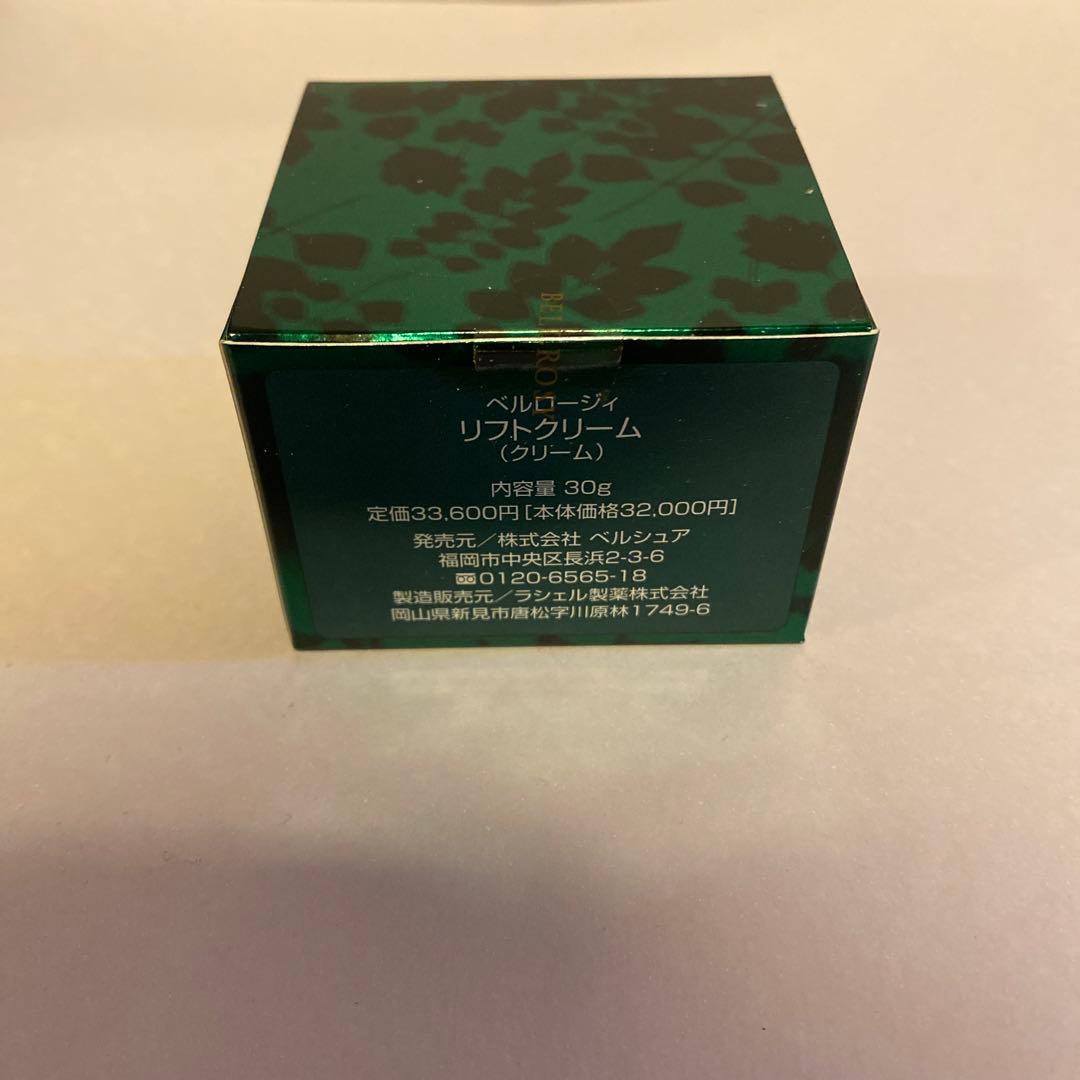 ベルロージィ
リフトクリーム
（クリーム）
内容量 30g
定価33,600円［本体価格32,000円］
発売元／株式会社 ベルシュア
福岡市中央区長浜2-3-6
0120-6565-18
製造販売元／ラシェル製薬株式会社
岡山県新見市唐松字川原林1749-6